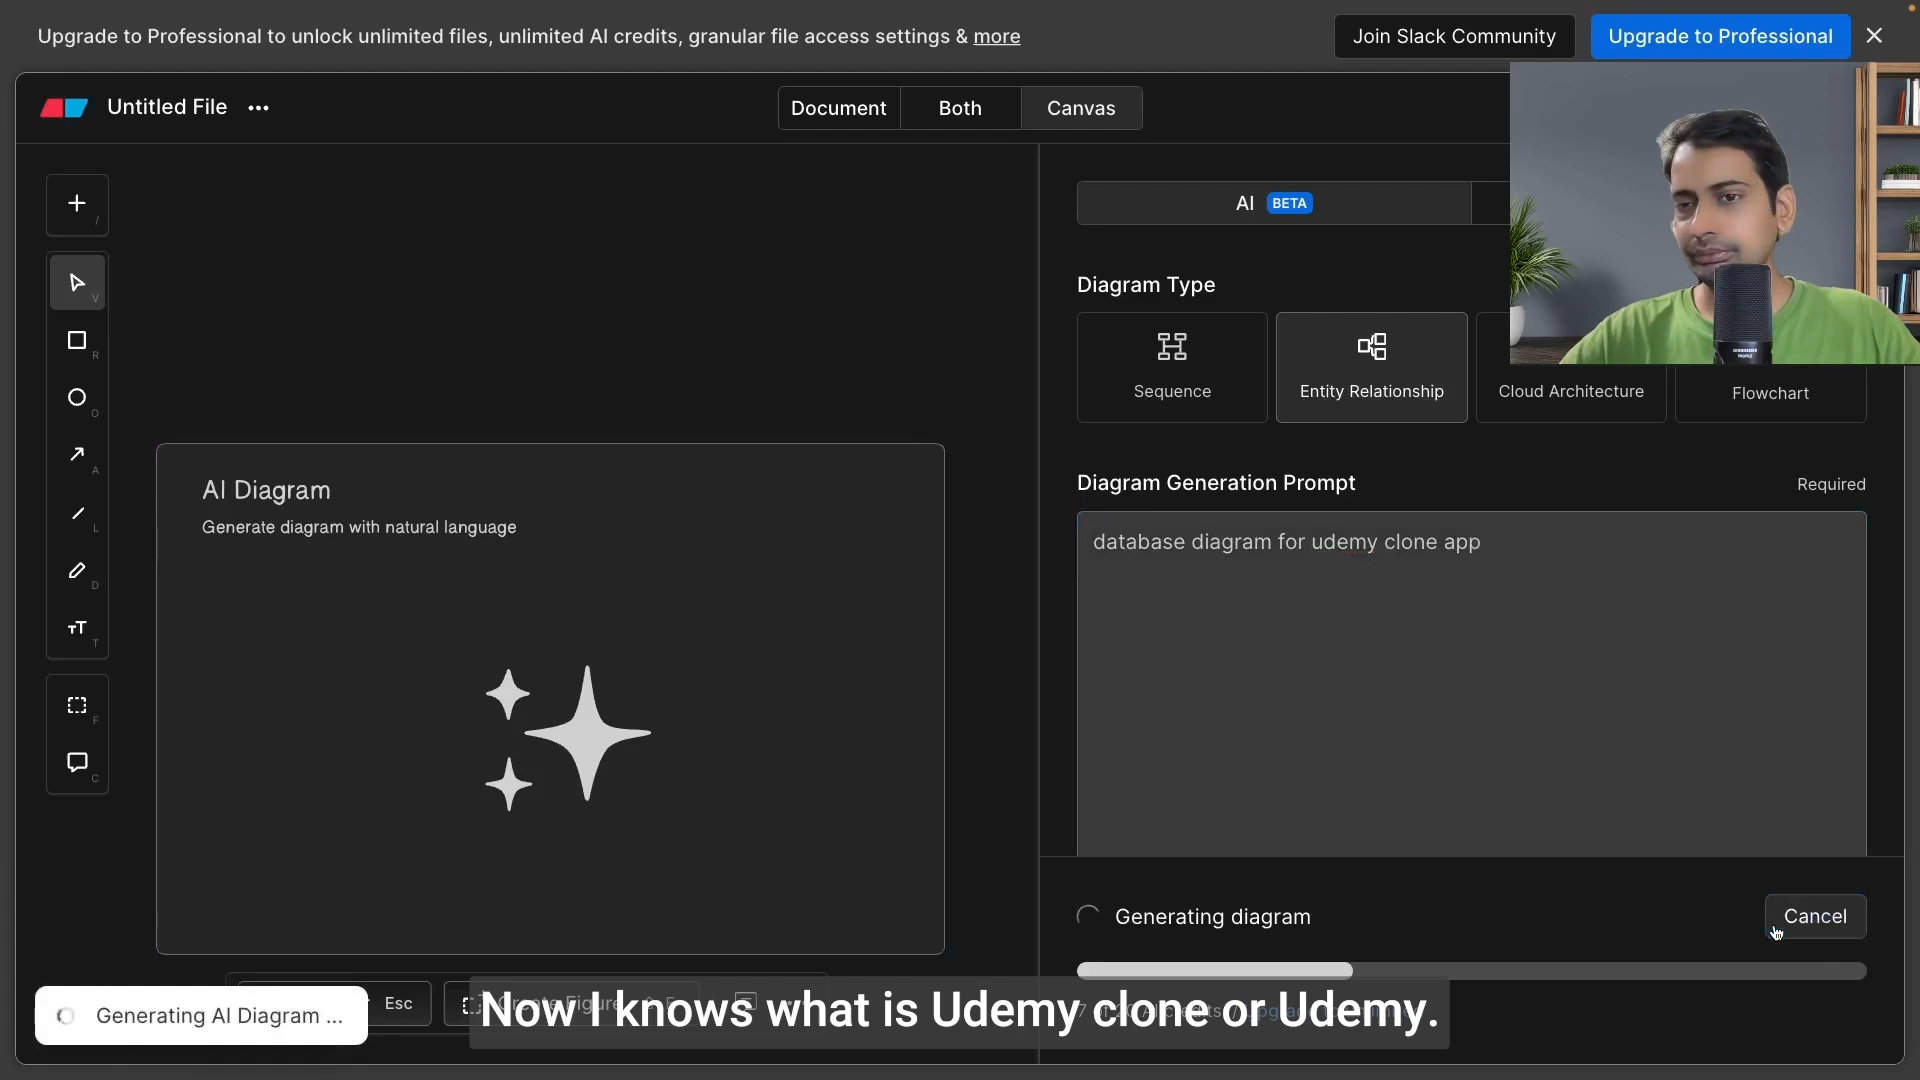 Upgrade to Professional to unlock unlimited files, unlimited AI credits, granular file access settings & more
Join Slack Community
Upgrade to Professional
Untitled File
Document
Both
Canvas
/
V
R
O
A
L
D
T
F
C
AI BETA
Diagram Type
Sequence
Entity Relationship
Cloud Architecture
Flowchart
AI Diagram
Generate diagram with natural language
Diagram Generation Prompt
Required
database diagram for udemy clone app
Generating diagram
Cancel
Esc
Generating AI Diagram ...
Now I knows what is Udemy clone or Udemy.